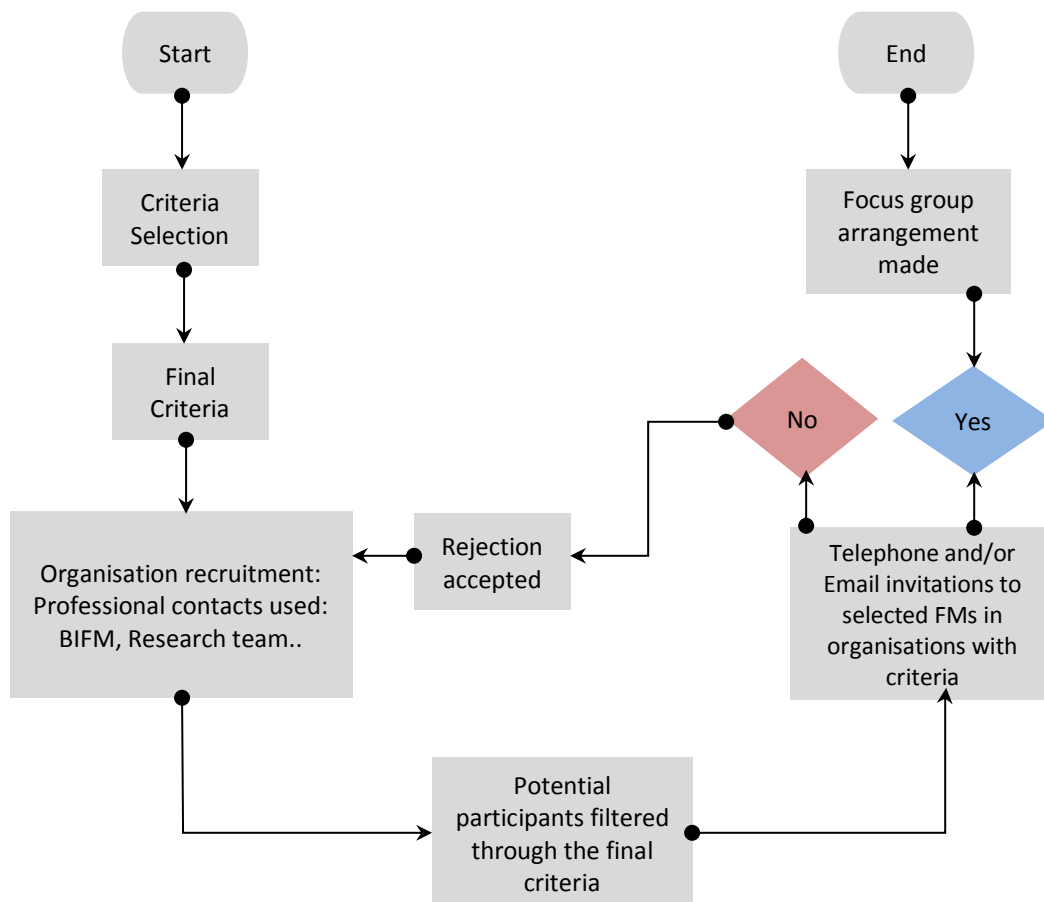 Start
End
Criteria
Selection
Focus group
arrangement
made
Final
Criteria
No
Yes
Organisation recruitment:
Professional contacts used:
BIFM, Research team..
Rejection
accepted
Telephone and/or
Email invitations to
selected FMs in
organisations with
criteria
Potential
participants filtered
through the final
criteria